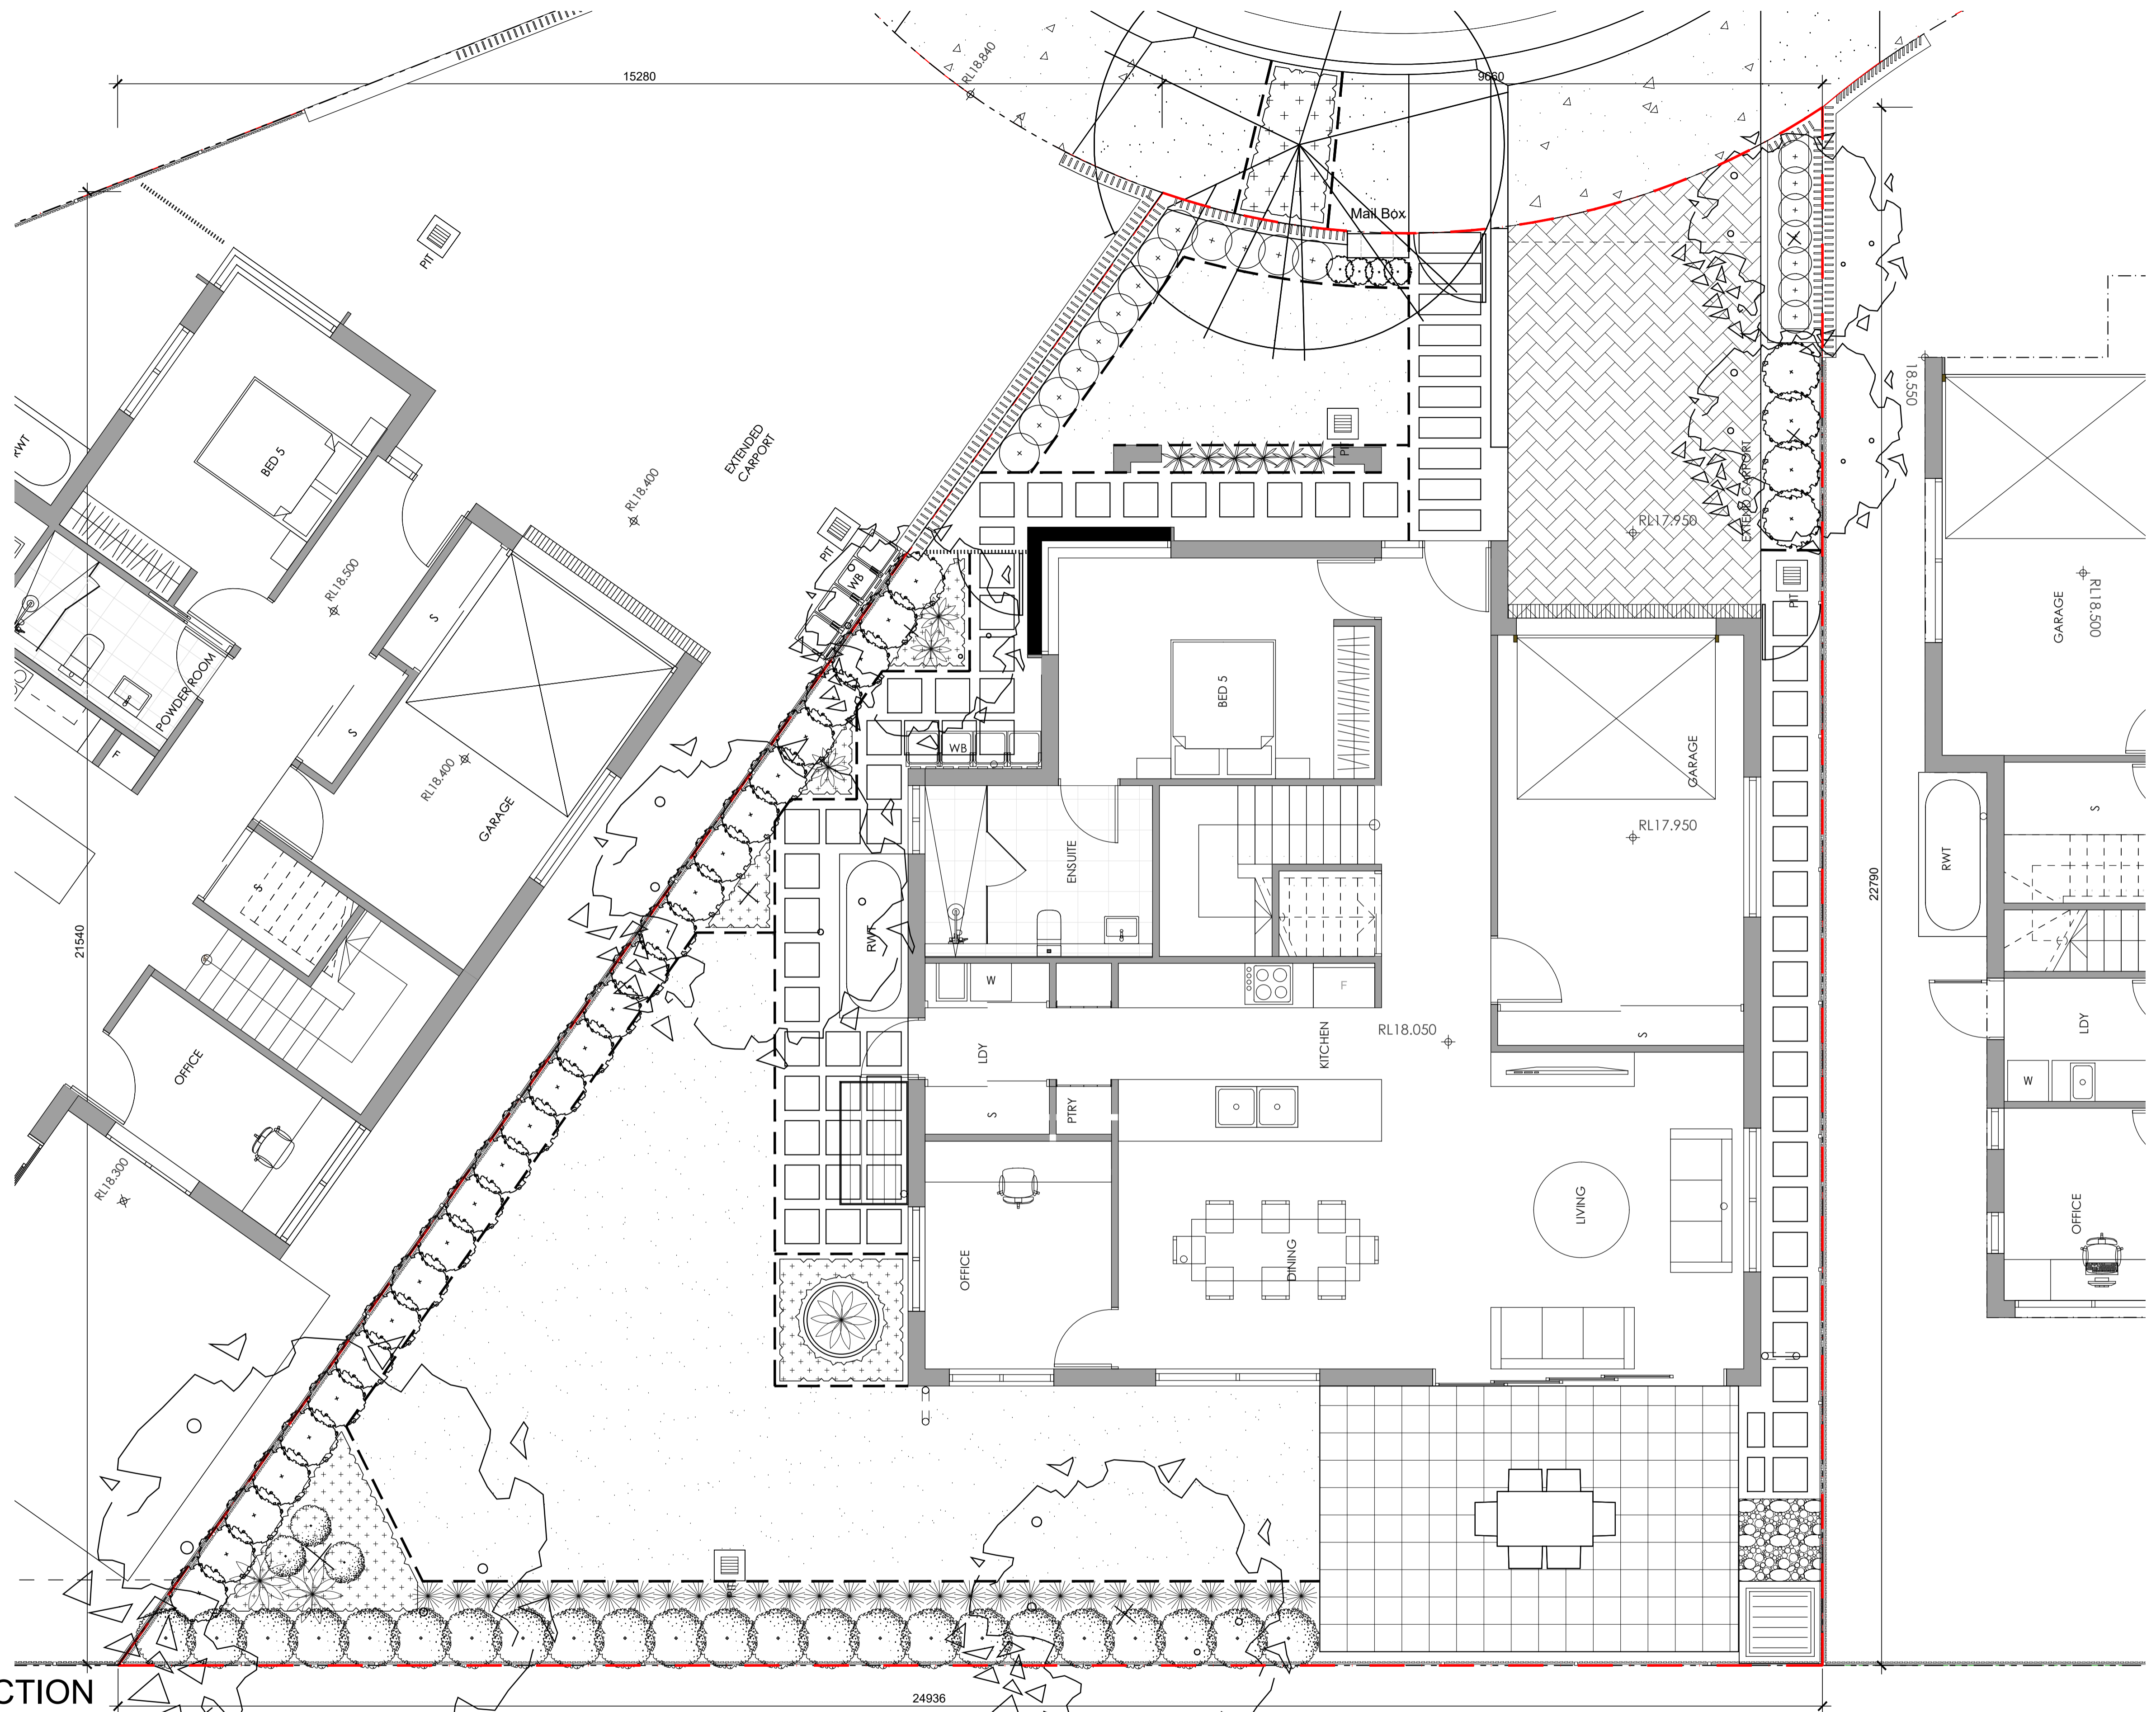 15280
9660
RL18.840
Mail Box
PIT
RWT
BED 5
EXTENDED
CARPORT
RL18.400
RL18.500
PIT
WB
S
S
POWDER ROOM
F
RL18.400
GARAGE
S
OFFICE
RL18.300
21540
PIT
EXTEND CARPORT
RL17.950
PIT
18.550
BED 5
GARAGE
RL17.950
WB
ENSUITE
RWT
W
F
KITCHEN
RL18.050
S
LDY
S
PTRY
OFFICE
DINING
LIVING
22790
GARAGE
RL18.500
S
RWT
LDY
W
OFFICE
24936
CTION